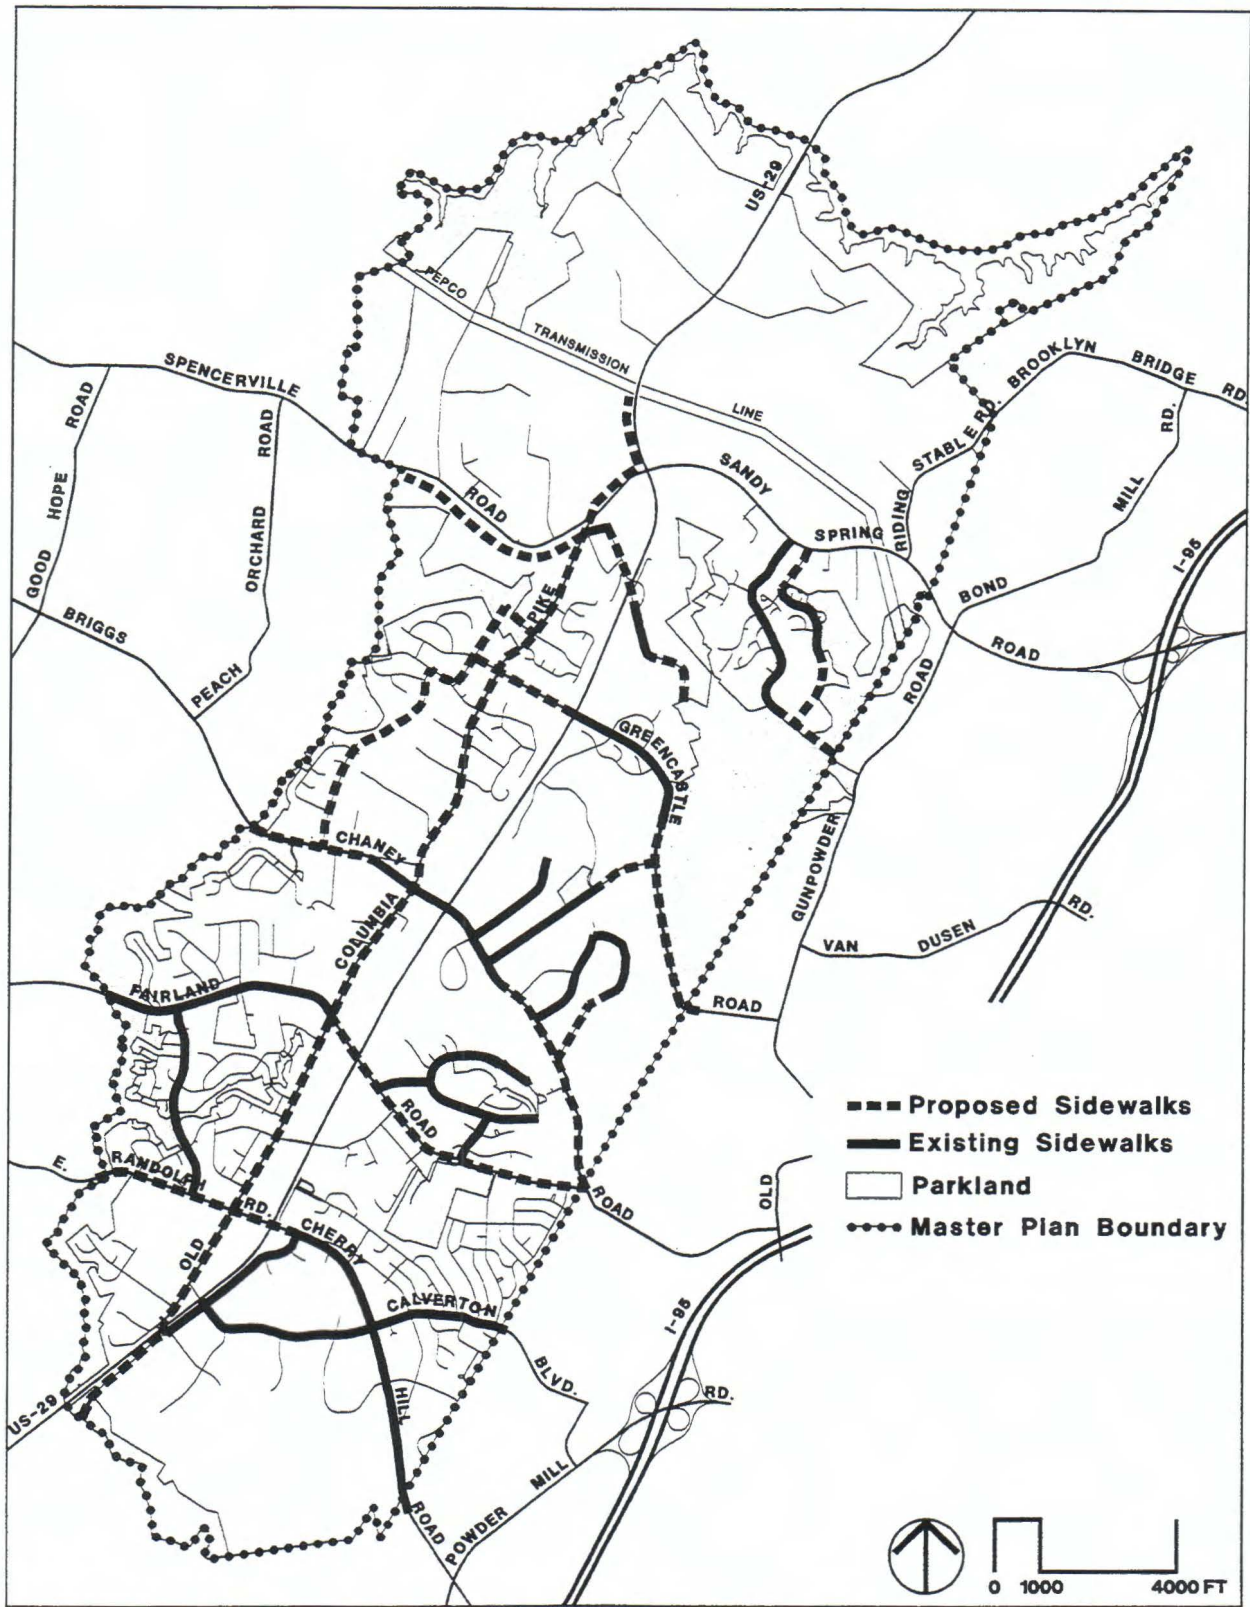 US-29
PEPCO
TRANSMISSION
LINE
SPENCERVILLE
ROAD
GOOD HOPE ROAD
PEACH ORCHARD ROAD
BRIGGS
CHANEY
SANDY
SPRING
ROAD
RIDING
STABLE RD.
BROOKLYN
BRIDGE
RD.
MILL
RD.
BOND
I-95
PIKE
GREENCASTLE
ROAD
GUNPOWDER
ROAD
VAN DUSEN
RD.
COLUMBIA
FAIRLAND
ROAD
ROAD
E.
RANDOLPH
RD.
CHERRY
HILL
ROAD
OLD
OLD
CALVERTON
BLVD.
I-95
US-29
POWDER MILL
RD.
Proposed Sidewalks
Existing Sidewalks
Parkland
Master Plan Boundary
0 1000 4000 FT